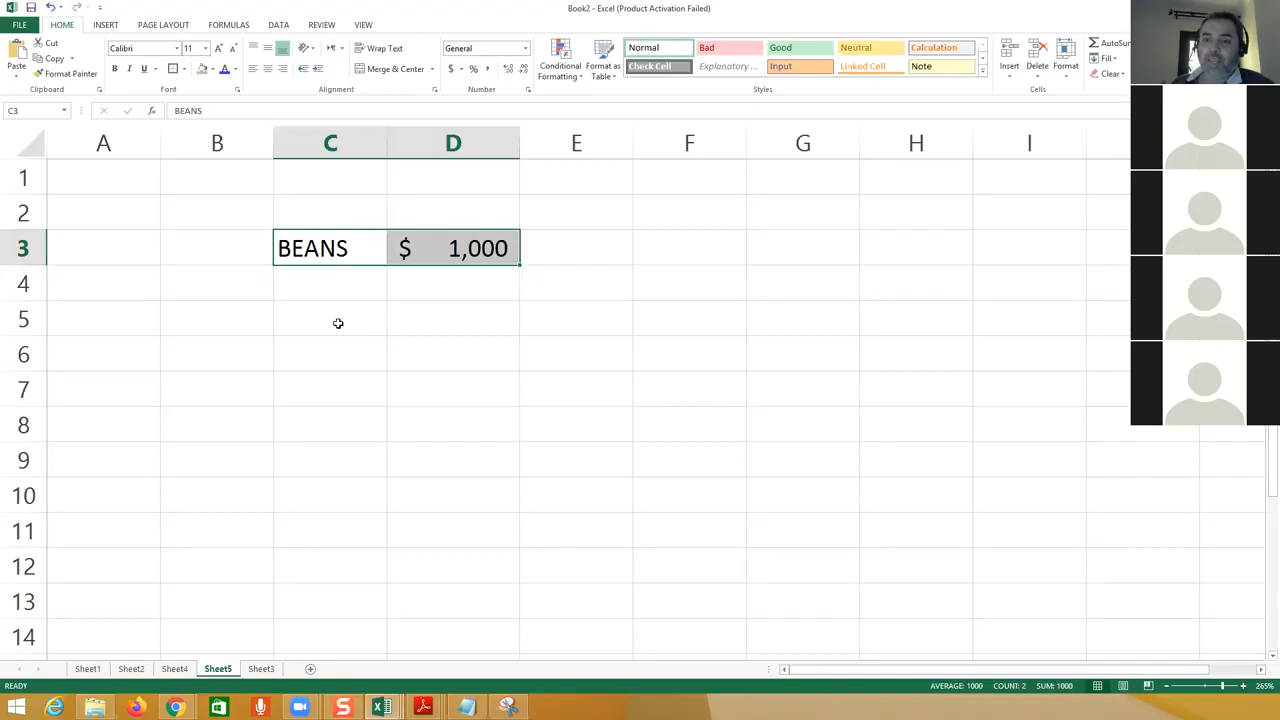 Book2 - Excel (Product Activation Failed)
FILE HOME INSERT PAGE LAYOUT FORMULAS DATA REVIEW VIEW
Paste
Cut
Copy
Format Painter
Clipboard
Calibri 11
B I U
Font
Wrap Text
Merge & Center
Alignment
General
$ % ,
Number
Conditional Formatting
Format as Table
Normal Bad Good Neutral Calculation
Check Cell Explanatory ... Input Linked Cell Note
Styles
Insert Delete Format
Cells
AutoSum
Fill
Clear
C3 fx BEANS
A B C D E F G H I
1
2
3 BEANS $ 1,000
4
5
6
7
8
9
10
11
12
13
14
Sheet1 Sheet2 Sheet4 Sheet5 Sheet3
READY AVERAGE: 1000 COUNT: 2 SUM: 1000 265%